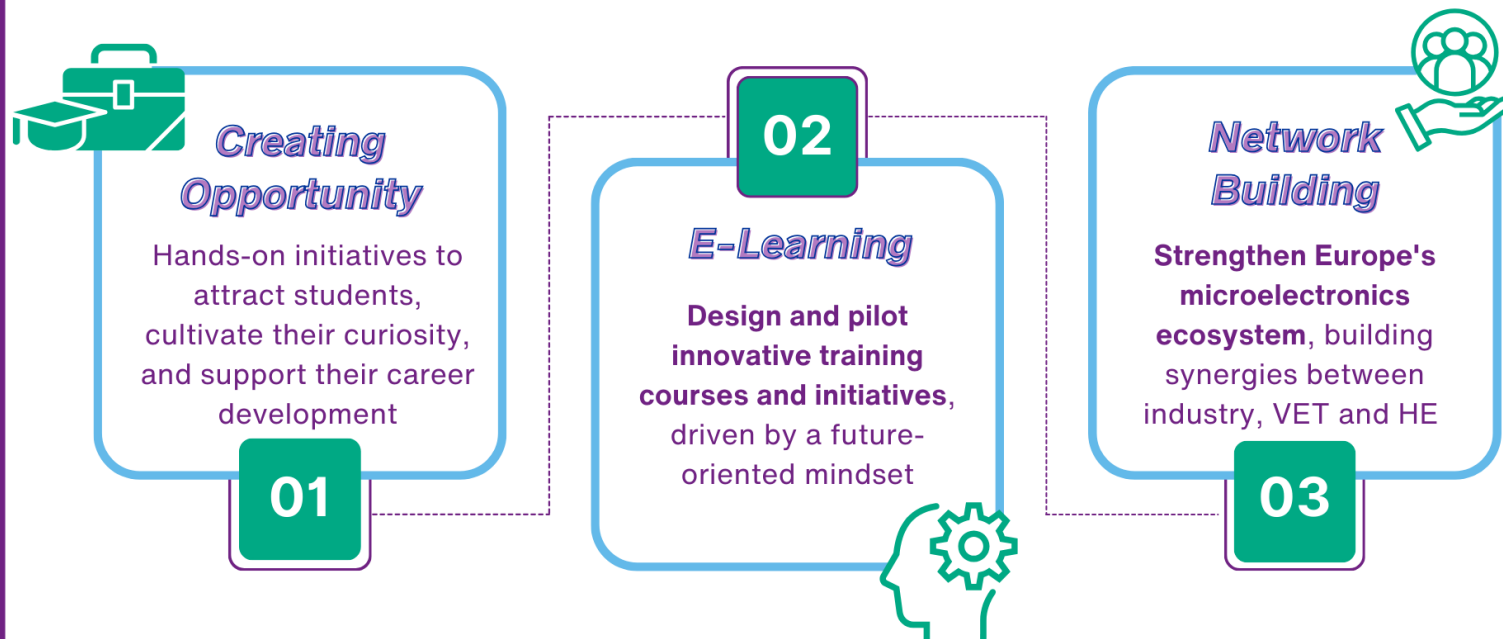 Creating
Opportunity
Hands-on initiatives to
attract students,
cultivate their curiosity,
and support their career
development
01
02
E-Learning
Design and pilot
innovative training
courses and initiatives,
driven by a future-
oriented mindset
Network
Building
Strengthen Europe's
microelectronics
ecosystem, building
synergies between
industry, VET and HE
03